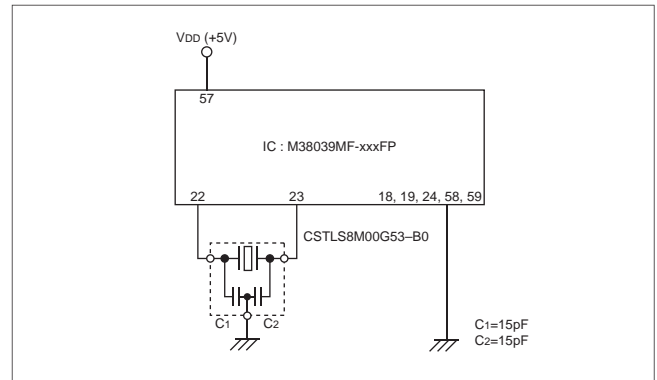 VDD (+5V)
57
IC : M38039MF-xxxFP
22 23 18, 19, 24, 58, 59
CSTLS8M00G53–B0
C1 C2
C1=15pF
C2=15pF